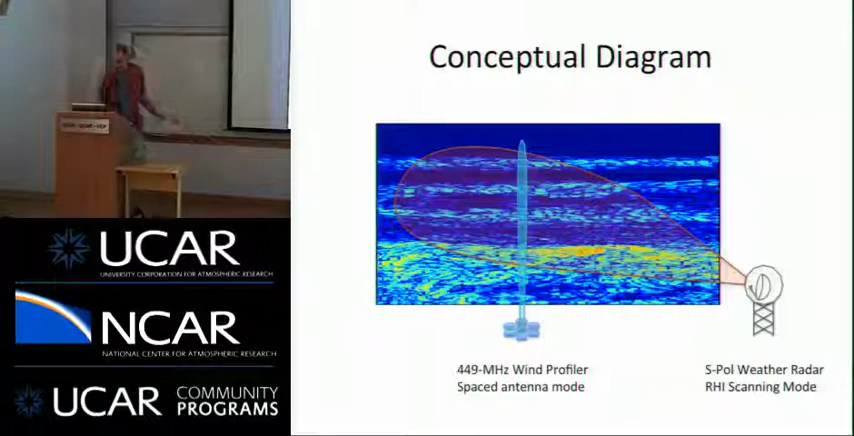 Conceptual Diagram
UCAR
UNIVERSITY CORPORATION FOR ATMOSPHERIC RESEARCH
NCAR
NATIONAL CENTER FOR ATMOSPHERIC RESEARCH
UCAR COMMUNITY
PROGRAMS
449-MHz Wind Profiler
Spaced antenna mode
S-Pol Weather Radar
RHI Scanning Mode